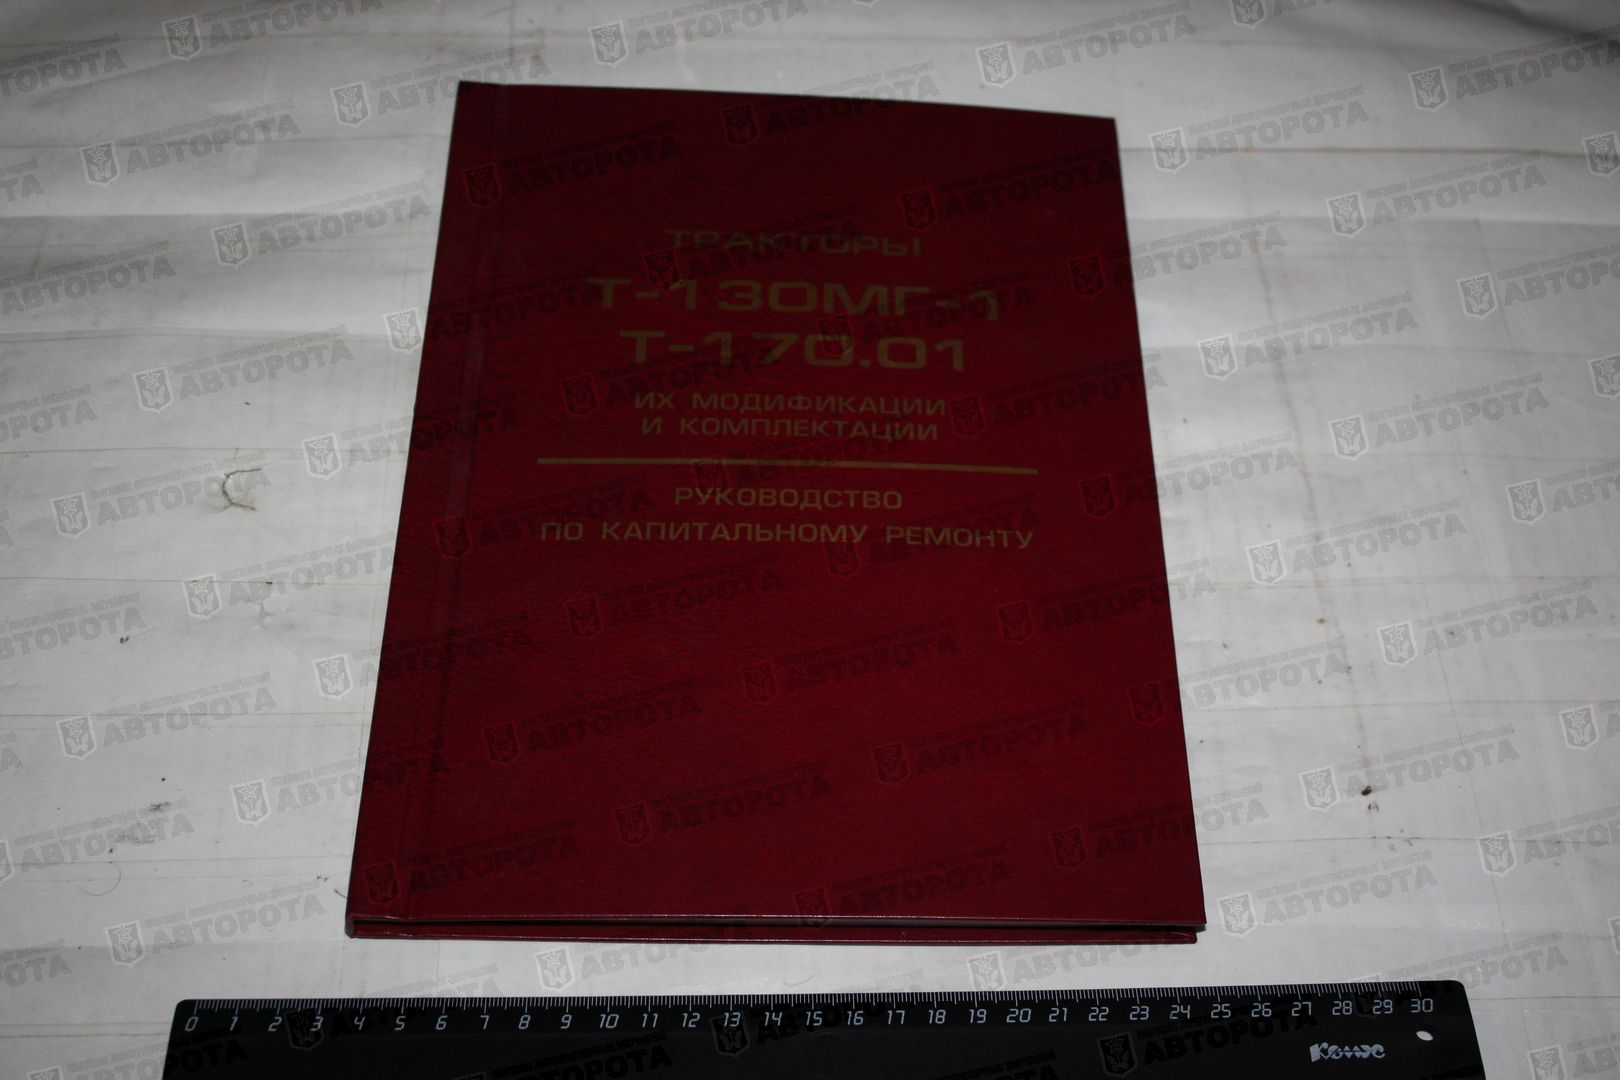 ТРАКТОРЫ
Т-130МГ-1
Т-170.01
ИХ МОДИФИКАЦИИ
И КОМПЛЕКТАЦИИ
РУКОВОДСТВО
ПО КАПИТАЛЬНОМУ РЕМОНТУ
0 1 2 3 4 5 6 7 8 9 10 11 12 13 14 15 16 17 18 19 20 21 22 23 24 25 26 27 28 29 30
Комус
АВТОРОТА